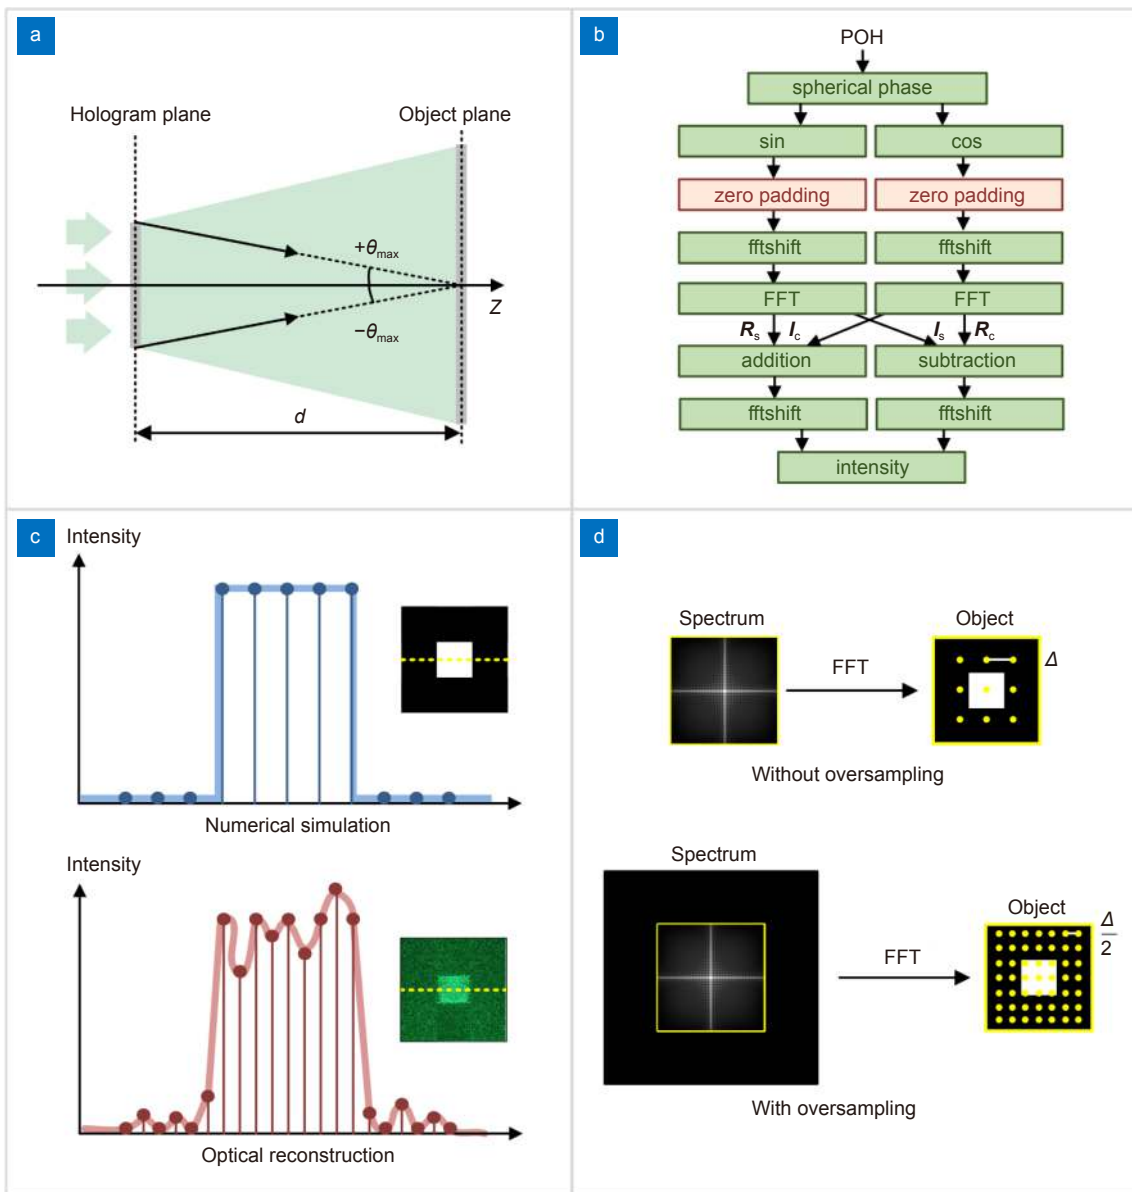 a
Hologram plane
Object plane
+θmax
Z
−θmax
d
b
POH
spherical phase
sin
cos
zero padding
zero padding
fftshift
fftshift
FFT
FFT
Rs
Ic
Is
Rc
addition
subtraction
fftshift
fftshift
intensity
c
Intensity
Numerical simulation
Intensity
Optical reconstruction
d
Spectrum
Object
FFT
Δ
Without oversampling
Spectrum
Object
FFT
Δ
2
With oversampling